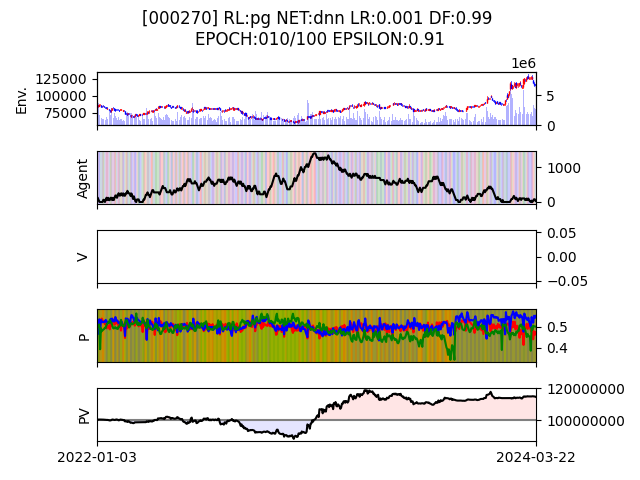 [000270] RL:pg NET:dnn LR:0.001 DF:0.99
EPOCH:010/100 EPSILON:0.91
1e6
Env.
125000
100000
75000
5
0
Agent
1000
0
V
0.05
0.00
−0.05
P
0.5
0.4
PV
120000000
100000000
2022-01-03
2024-03-22